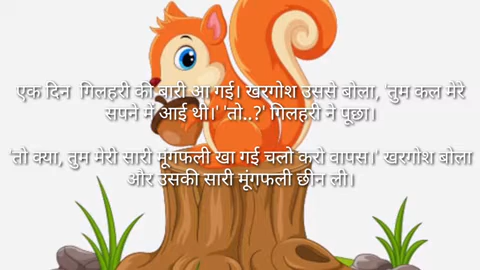 एक दिन गिलहरी की बारी आ गई। खरगोश उससे बोला, 'तुम कल मेरे
सपने में आई थी।' 'तो..?' गिलहरी ने पूछा।
'तो क्या, तुम मेरी सारी मूंगफली खा गई चलो करो वापस।' खरगोश बोला
और उसकी सारी मूंगफली छीन ली।